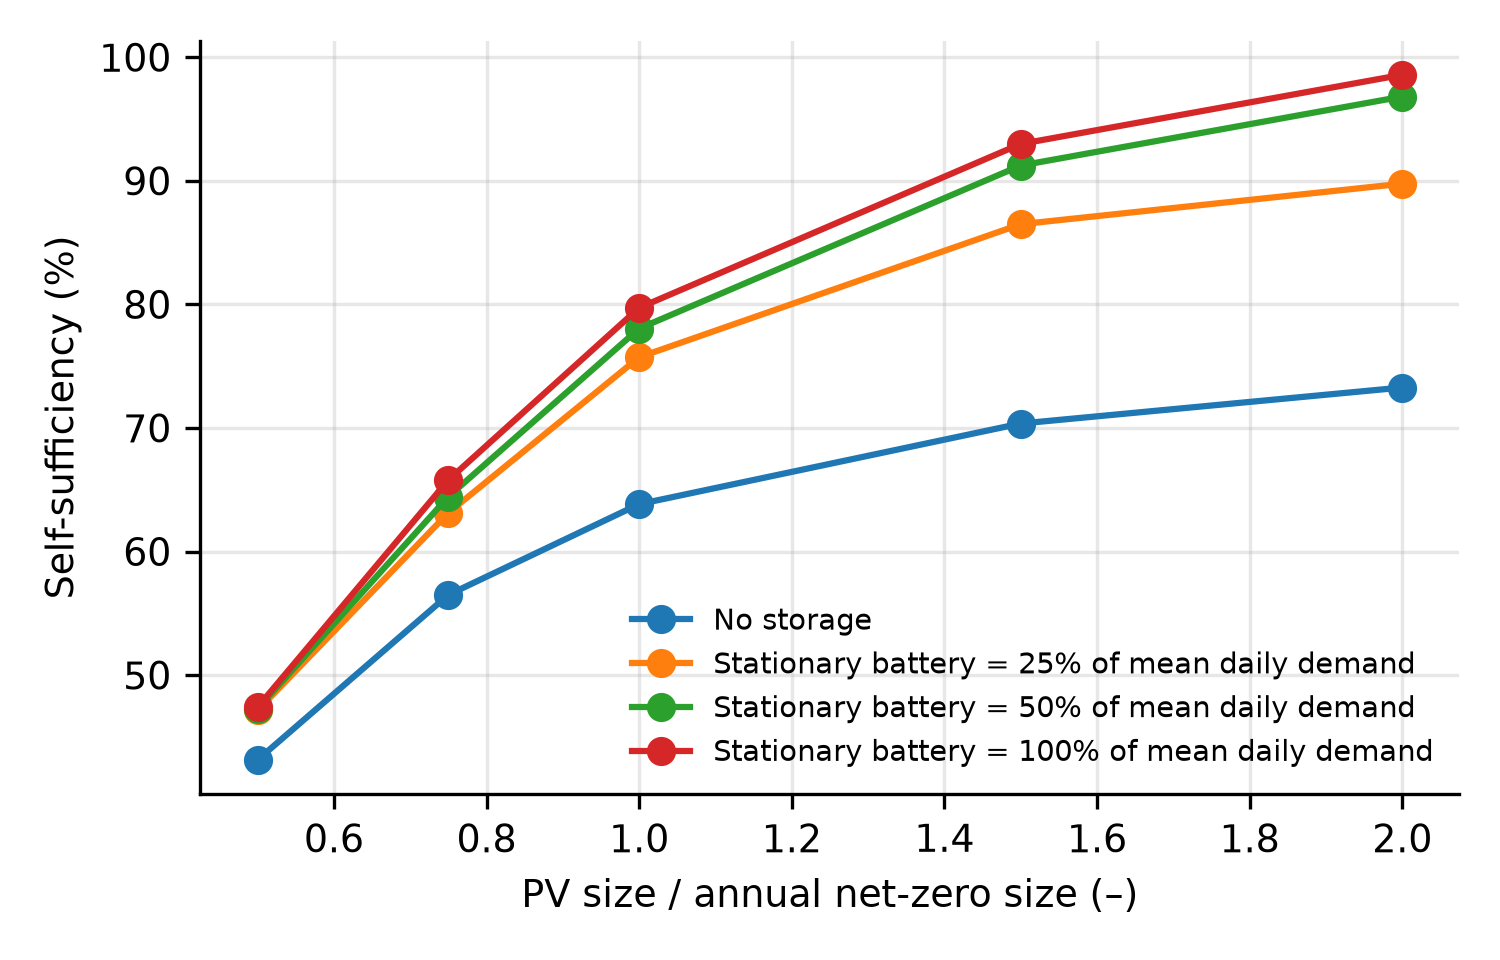 100
90
80
70
60
50
Self-sufficiency (%)
No storage
Stationary battery = 25% of mean daily demand
Stationary battery = 50% of mean daily demand
Stationary battery = 100% of mean daily demand
0.6 0.8 1.0 1.2 1.4 1.6 1.8 2.0
PV size / annual net-zero size (–)